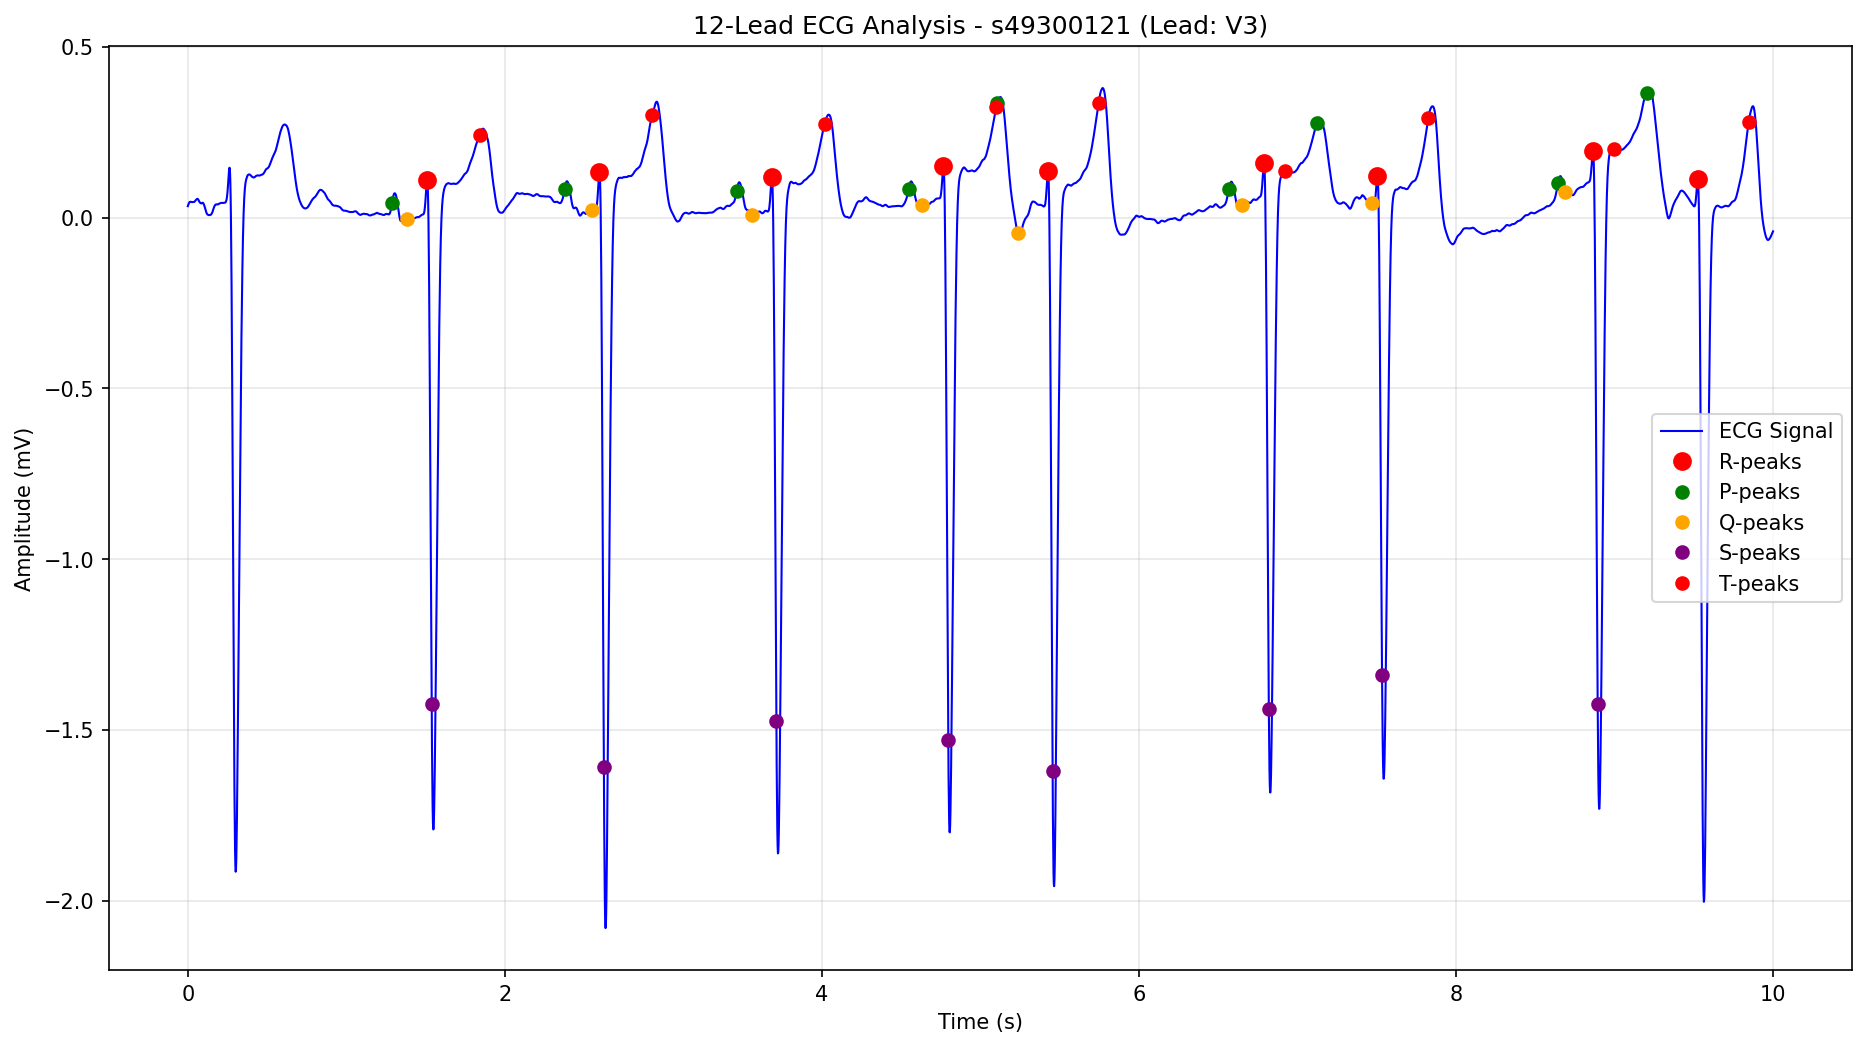 12-Lead ECG Analysis - s49300121 (Lead: V3)
0.5
0.0
−0.5
−1.0
−1.5
−2.0
Amplitude (mV)
ECG Signal
R-peaks
P-peaks
Q-peaks
S-peaks
T-peaks
0 2 4 6 8 10
Time (s)